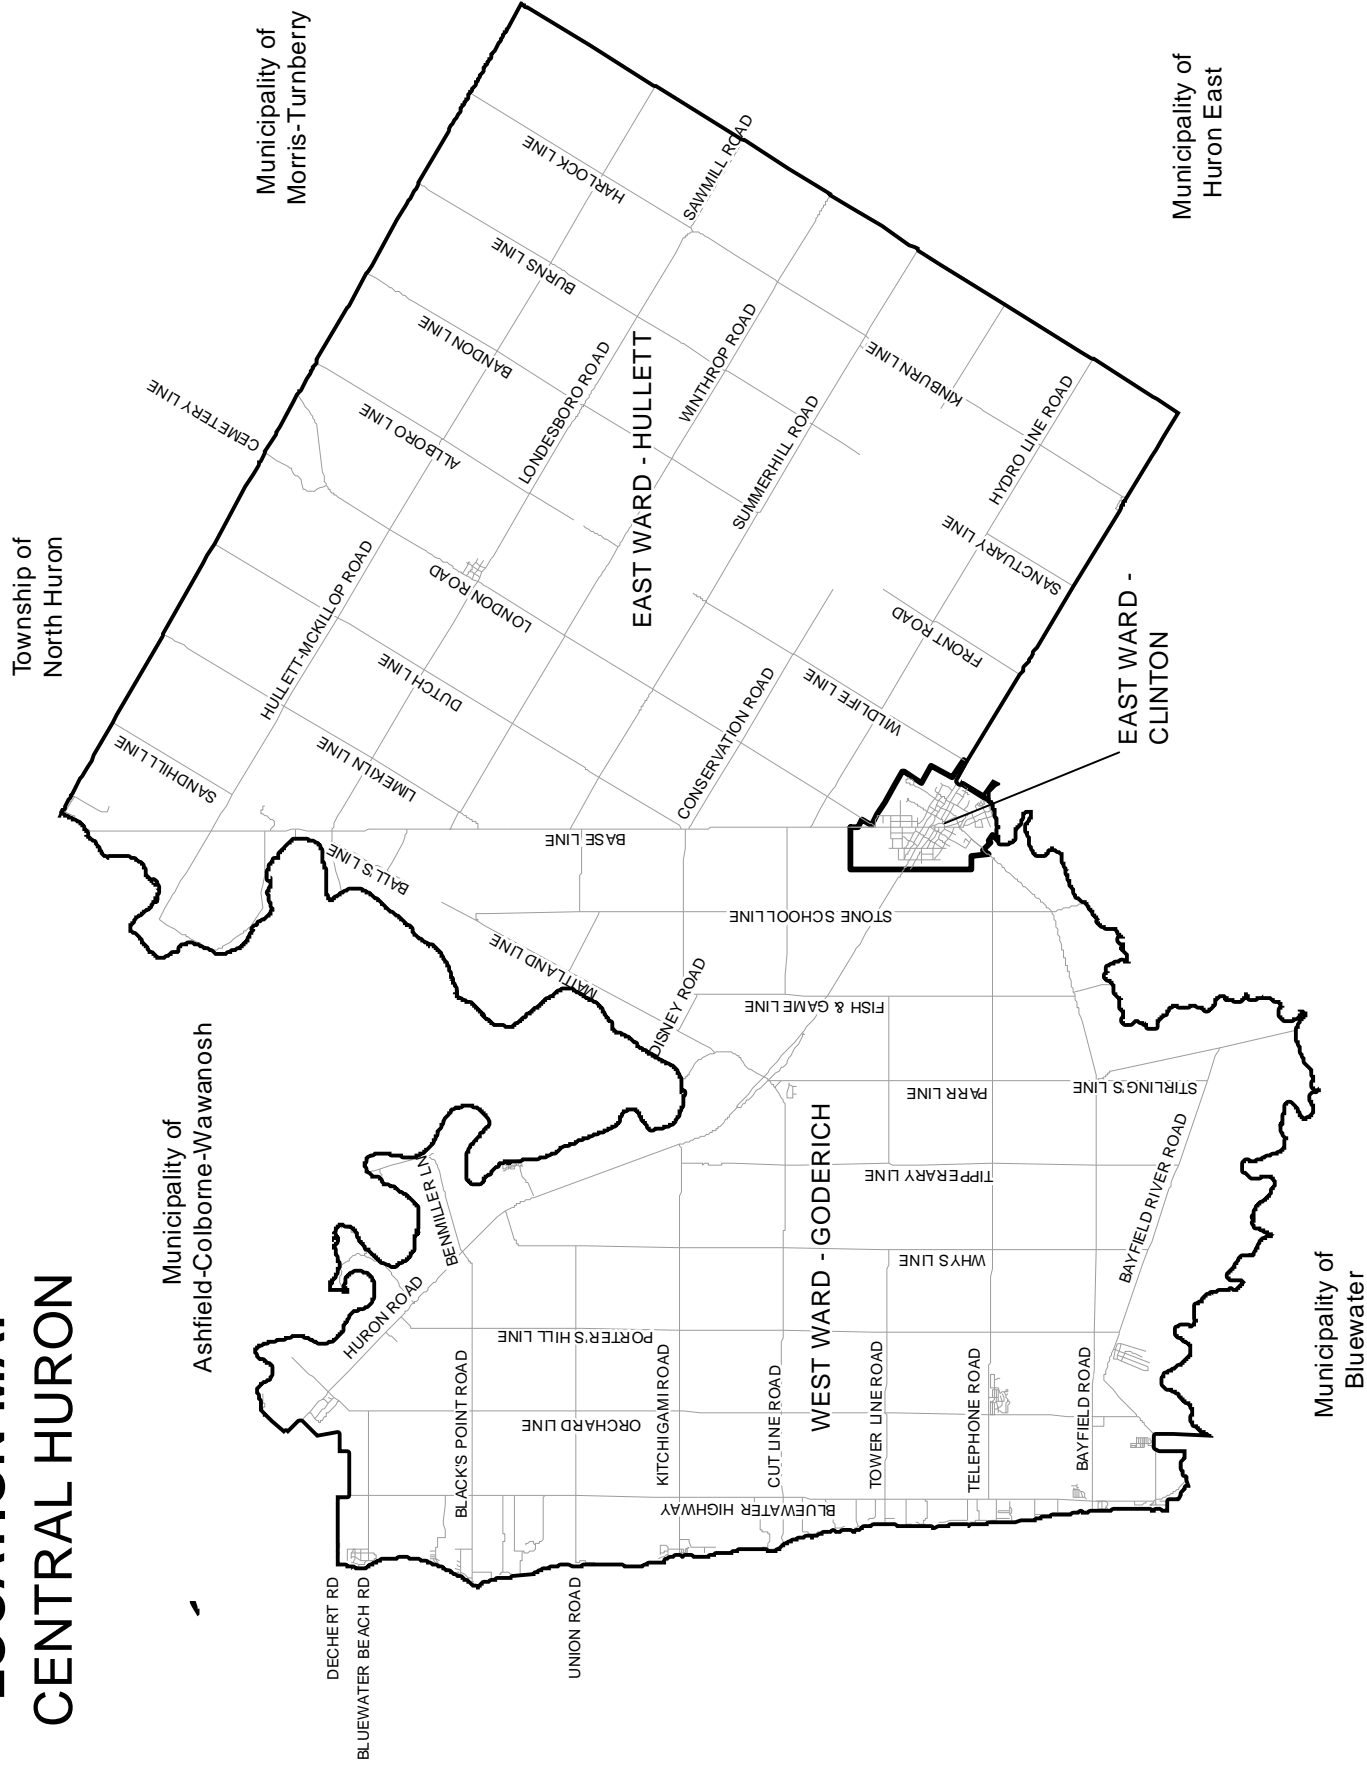 CENTRAL HURON
Township of
North Huron
Municipality of
Morris-Turnberry
Municipality of
Huron East
Municipality of
Ashfield-Colborne-Wawanosh
Municipality of
Bluewater
EAST WARD - HULLETT
EAST WARD -
CLINTON
WEST WARD - GODERICH
CEMETERY LINE
HARLOCK LINE
BURNS LINE
BANDON LINE
ALLBORO LINE
SAWMILL ROAD
LONDESBORO ROAD
WINTHROP ROAD
SUMMERHILL ROAD
KINBURN LINE
HYDRO LINE ROAD
SANCTUARY LINE
FRONT ROAD
WILDLIFE LINE
CONSERVATION ROAD
LONDON ROAD
HULLETT-MCKILLOP ROAD
DUTCH LINE
LIMEKILN LINE
SANDHILL LINE
BASE LINE
BALL'S LINE
MAITLAND LINE
STONE SCHOOL LINE
DISNEY ROAD
FISH & GAME LINE
PARR LINE
STIRLING'S LINE
TIPPERARY LINE
BAYFIELD RIVER ROAD
BENMILLER LN
WHYS LINE
HURON ROAD
PORTER'S HILL LINE
ORCHARD LINE
BLACK'S POINT ROAD
KITCHIGAMI ROAD
CUT LINE ROAD
TOWER LINE ROAD
TELEPHONE ROAD
BAYFIELD ROAD
BLUEWATER HIGHWAY
DECHERT RD
BLUEWATER BEACH RD
UNION ROAD